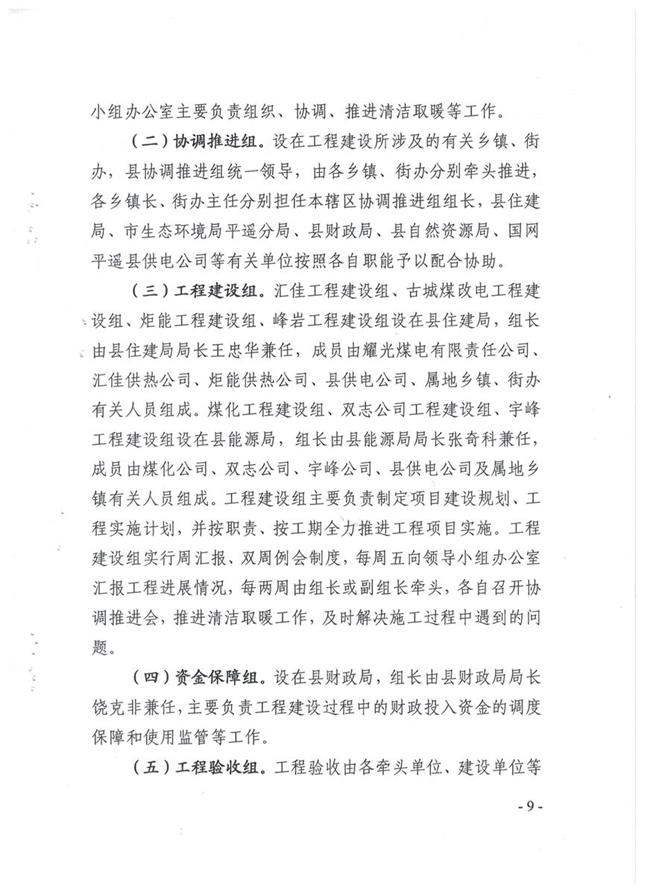 小组办公室主要负责组织、协调、推进清洁取暖等工作。
（二）协调推进组。设在工程建设所涉及的有关乡镇、街
办，县协调推进组统一领导，由各乡镇、街办分别牵头推进，
各乡镇长、街办主任分别担任本辖区协调推进组组长，县住建
局、市生态环境局平遥分局、县财政局、县自然资源局、国网
平遥县供电公司等有关单位按照各自职能予以配合协助。
（三）工程建设组。汇佳工程建设组、古城煤改电工程建
设组、炬能工程建设组、峰岩工程建设组设在县住建局，组长
由县住建局局长王忠华兼任，成员由耀光煤电有限责任公司、
汇佳供热公司、炬能供热公司、县供电公司、属地乡镇、街办
有关人员组成。煤化工程建设组、双志公司工程建设组、宇峰
工程建设组设在县能源局，组长由县能源局局长张奇科兼任，
成员由煤化公司、双志公司、宇峰公司、县供电公司及属地乡
镇有关人员组成。工程建设组主要负责制定项目建设规划、工
程实施计划，并按职责、按工期全力推进工程项目实施。工程
建设组实行周汇报、双周例会制度，每周五向领导小组办公室
汇报工程进展情况，每两周由组长或副组长牵头，各自召开协
调推进会，推进清洁取暖工作，及时解决施工过程中遇到的问
题。
（四）资金保障组。设在县财政局，组长由县财政局局长
饶克非兼任，主要负责工程建设过程中的财政投入资金的调度
保障和使用监管等工作。
（五）工程验收组。工程验收由各牵头单位、建设单位等
- 9 -